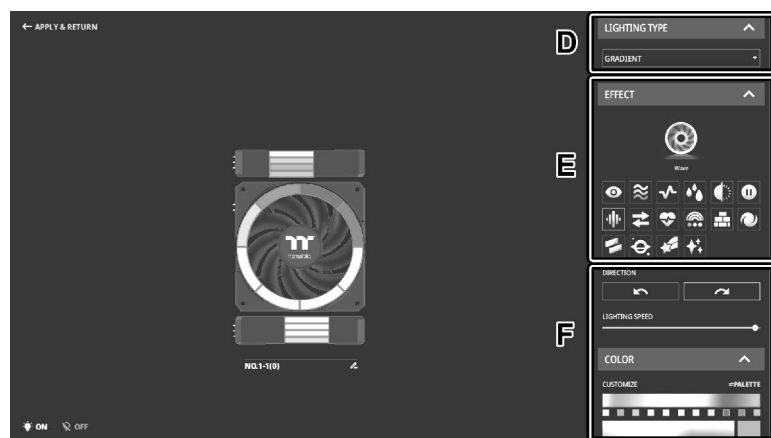 ← APPLY & RETURN
D
LIGHTING TYPE
GRADIENT
E
EFFECT
Wave
F
DIRECTION
LIGHTING SPEED
COLOR
CUSTOMIZE
⇌PALETTE
thermaltake
NO.1-1(0)
ON
OFF